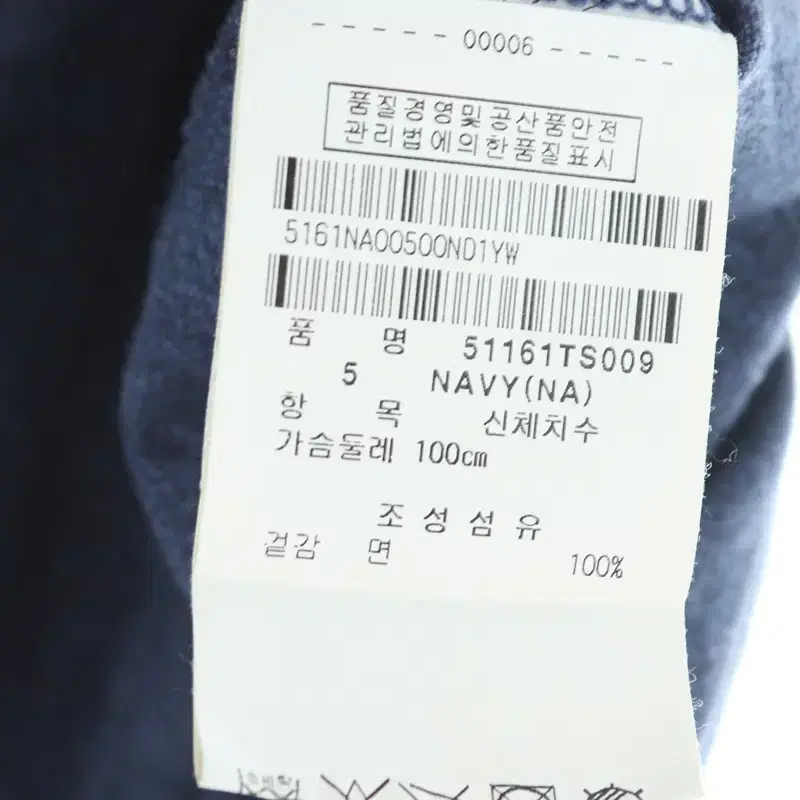 - - - - - 00006 - - - - -
품질경영및공산품안전
관리법에의한품질표시
5161NA00500ND1YW
품 명 51161TS009
5 NAVY(NA)
항 목 신체치수
가슴둘레 100cm
조 성 섬 유
겉감 면 100%